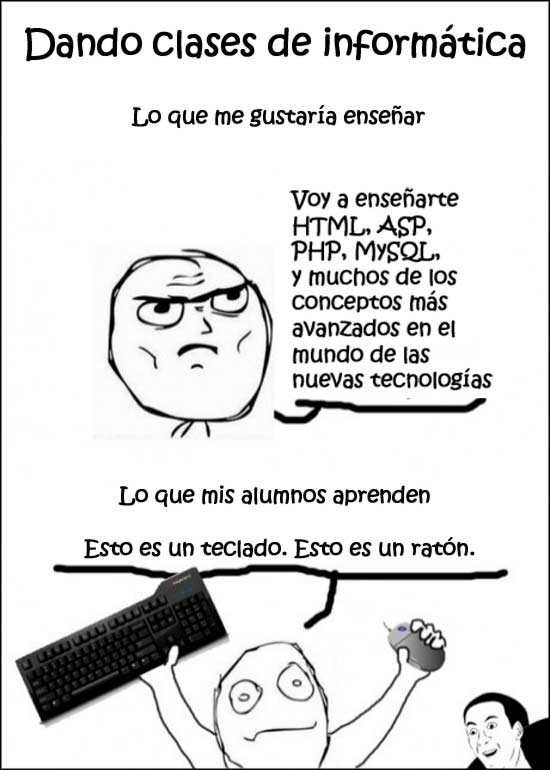 Dando clases de informática
Lo que me gustaría enseñar
Voy a enseñarte
HTML, ASP,
PHP, MySQL,
y muchos de los
conceptos más
avanzados en el
mundo de las
nuevas tecnologías
Lo que mis alumnos aprenden
Esto es un teclado. Esto es un ratón.